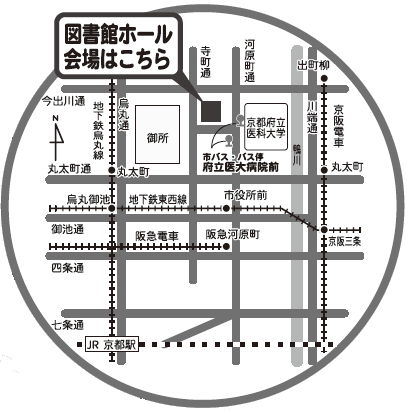 図書館ホール
会場はこちら
寺町通
河原町通
出町柳
今出川通
地下鉄烏丸線
烏丸通
御所
京都府立
医科大学
鴨川
川端通
京阪電車
市バス・バス停
府立医大病院前
丸太町通
丸太町
丸太町
烏丸御池
地下鉄東西線
市役所前
御池通
阪急電車
阪急河原町
京阪三条
四条通
七条通
JR 京都駅
N